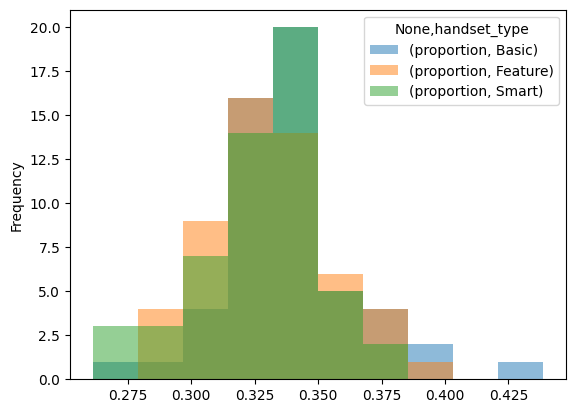 None,handset_type
(proportion, Basic)
(proportion, Feature)
(proportion, Smart)
Frequency
20.0
17.5
15.0
12.5
10.0
7.5
5.0
2.5
0.0
0.275 0.300 0.325 0.350 0.375 0.400 0.425